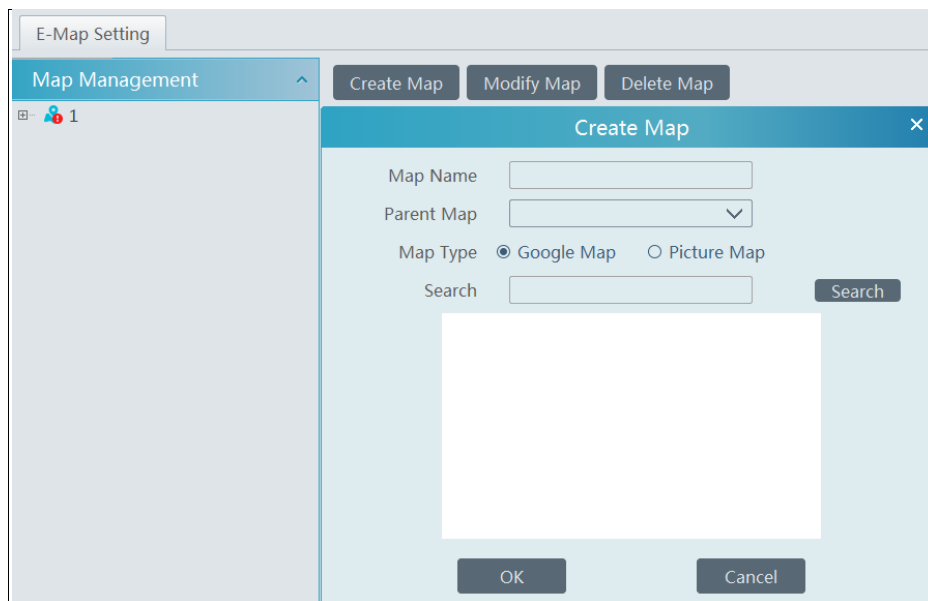 E-Map Setting
Map Management
1
Create Map Modify Map Delete Map
Create Map
Map Name
Parent Map
Map Type Google Map Picture Map
Search Search
OK Cancel